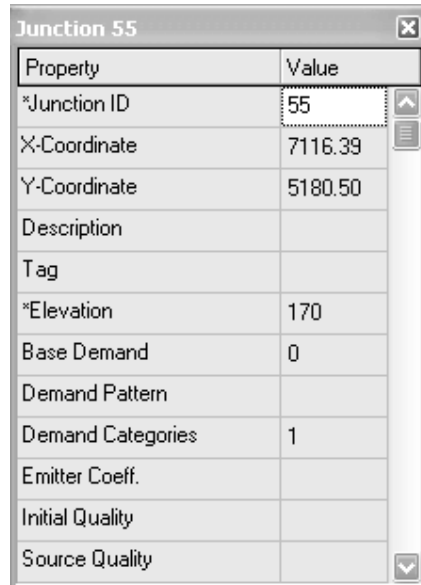 Junction 55
Property Value
*Junction ID 55
X-Coordinate 7116.39
Y-Coordinate 5180.50
Description
Tag
*Elevation 170
Base Demand 0
Demand Pattern
Demand Categories 1
Emitter Coeff.
Initial Quality
Source Quality